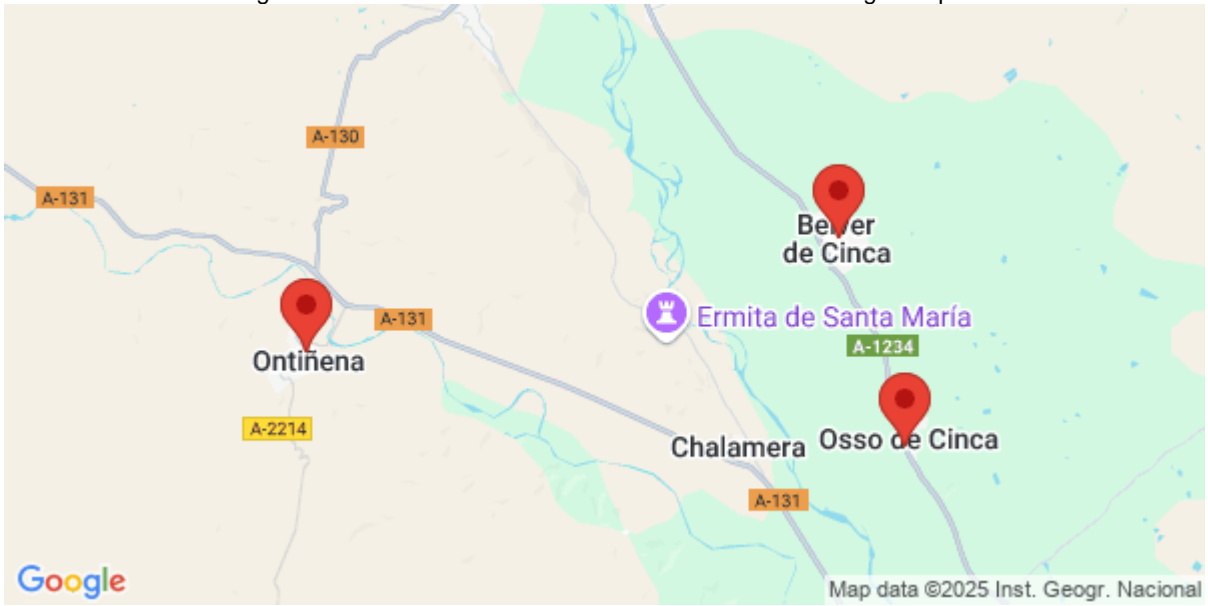 A-130
A-131
Belver
de Cinca
Ermita de Santa María
A-131
A-1234
Ontiñena
A-2214
Chalamera
Osso de Cinca
A-131
Google
Map data ©2025 Inst. Geogr. Nacional